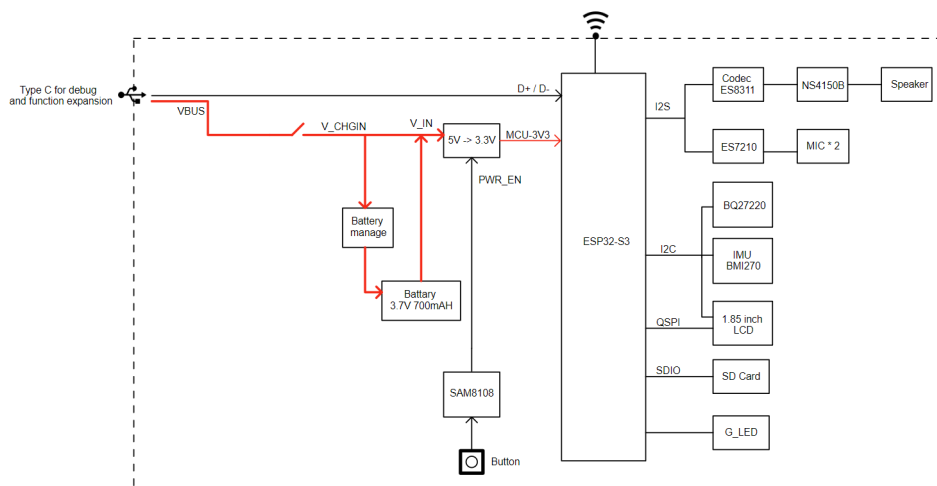 Type C for debug
and function expansion
VBUS
V_CHGIN
V_IN
D+ / D-
5V -> 3.3V
MCU-3V3
PWR_EN
Battery
manage
Battary
3.7V 700mAH
SAM8108
Button
ESP32-S3
I2S
Codec
ES8311
NS4150B
Speaker
ES7210
MIC * 2
I2C
BQ27220
IMU
BMI270
QSPI
1.85 inch
LCD
SDIO
SD Card
G_LED